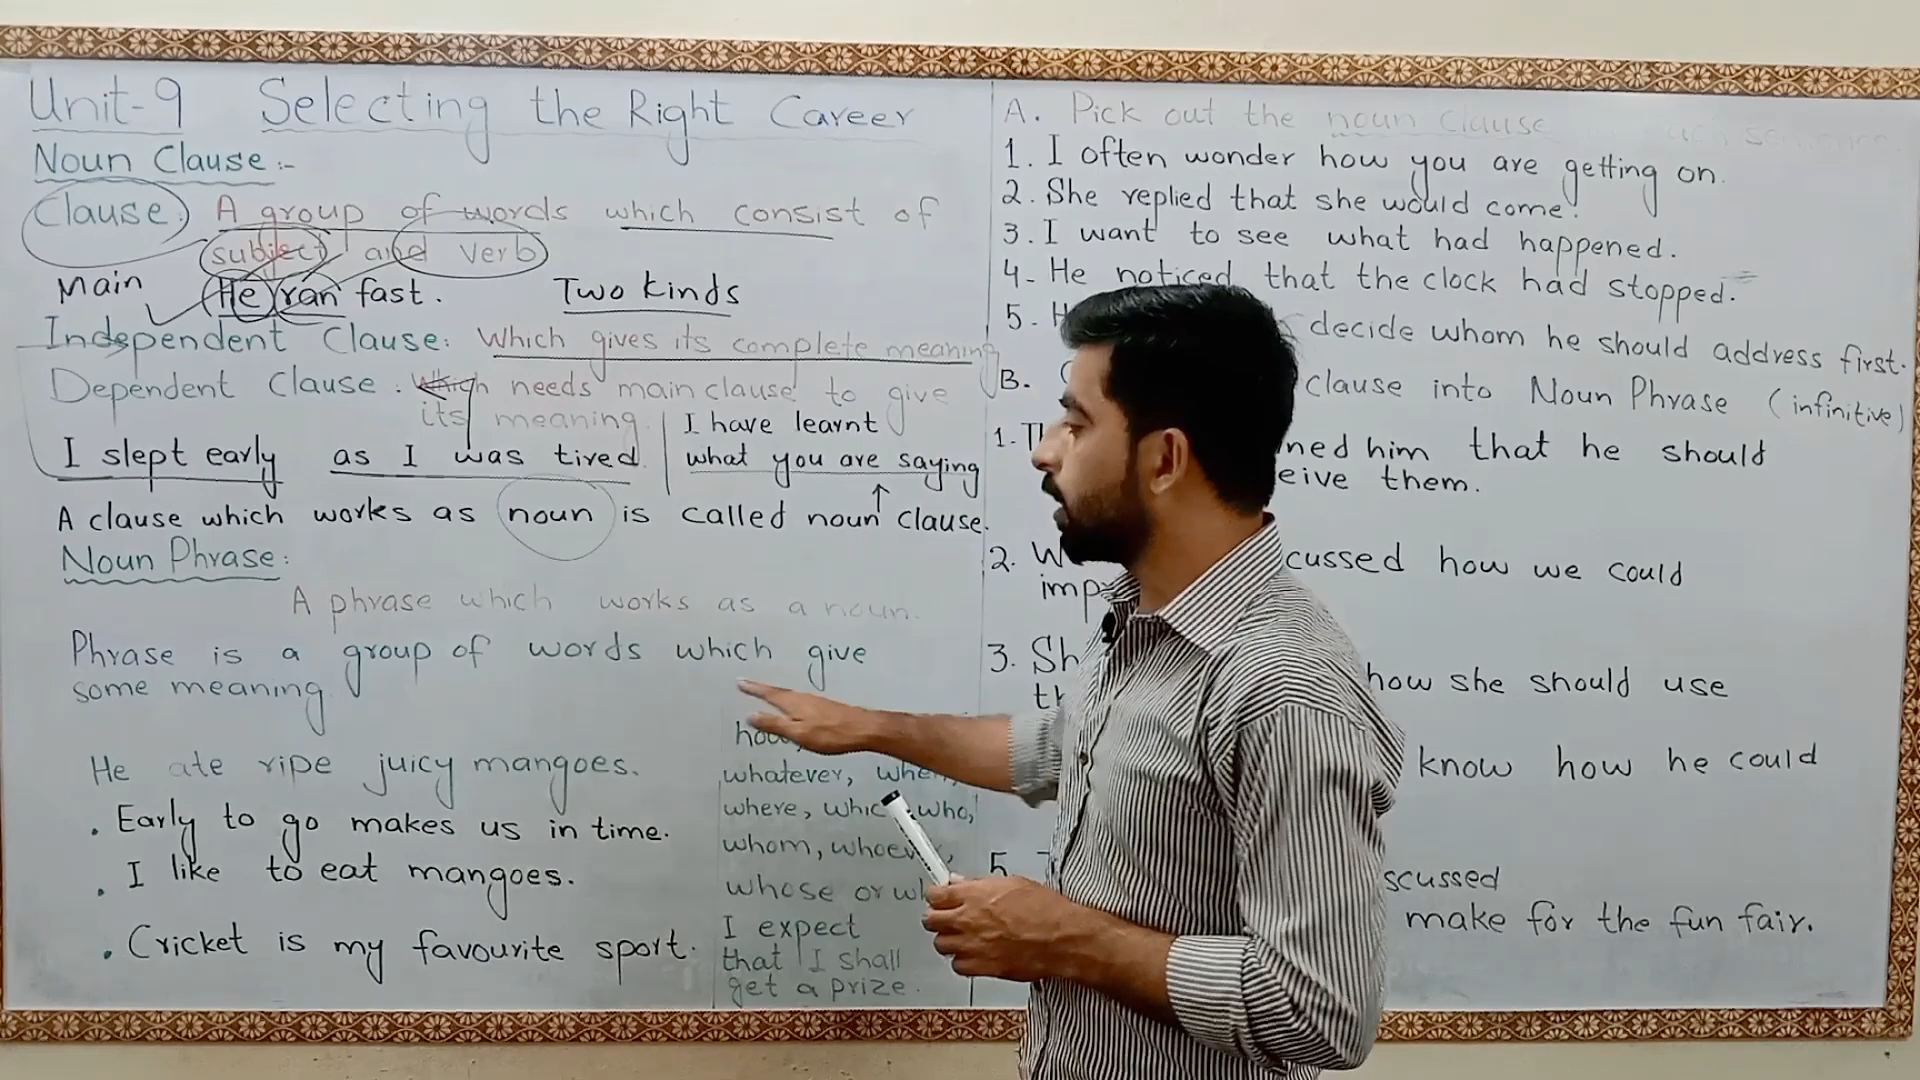 Unit-9 Selecting the Right Career
Noun Clause :-
Clause: A group of words which consist of
subject and verb
Main He ran fast. Two kinds
Independent Clause: Which gives its complete meaning
Dependent Clause: Which needs main clause to give
its meaning.
I have learnt
I slept early as I was tired.
what you are saying
A clause which works as noun is called noun clause.
Noun Phrase:
A phrase which works as a noun.
Phrase is a group of words which give
some meaning.
He ate ripe juicy mangoes.
. Early to go makes us in time.
. I like to eat mangoes.
. Cricket is my favourite sport.
whatever,
where, who,
whom,
whose or
I expect
that I shall
get a prize.
A. Pick out the noun clause
1. I often wonder how you are getting on.
2. She replied that she would come.
3. I want to see what had happened.
4- He noticed that the clock had stopped.
5. decide whom he should address first.
B. clause into Noun Phrase (infinitive)
1. him that he should
them.
2. how we could
3. how she should use
know how he could
5.
make for the fun fair.